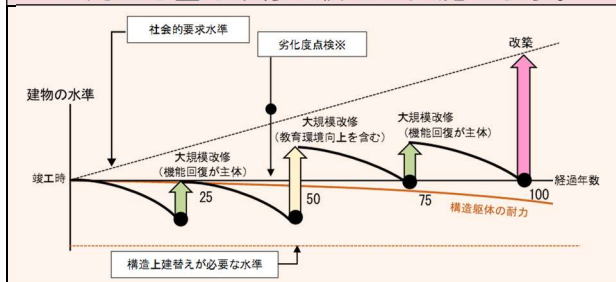 社会的要求水準
劣化度点検※
改築
建物の水準
大規模改修
(教育環境向上を含む)
大規模改修
(機能回復が主体)
大規模改修
(機能回復が主体)
竣工時
経過年数
25
50
75
100
構造躯体の耐力
構造上建替えが必要な水準